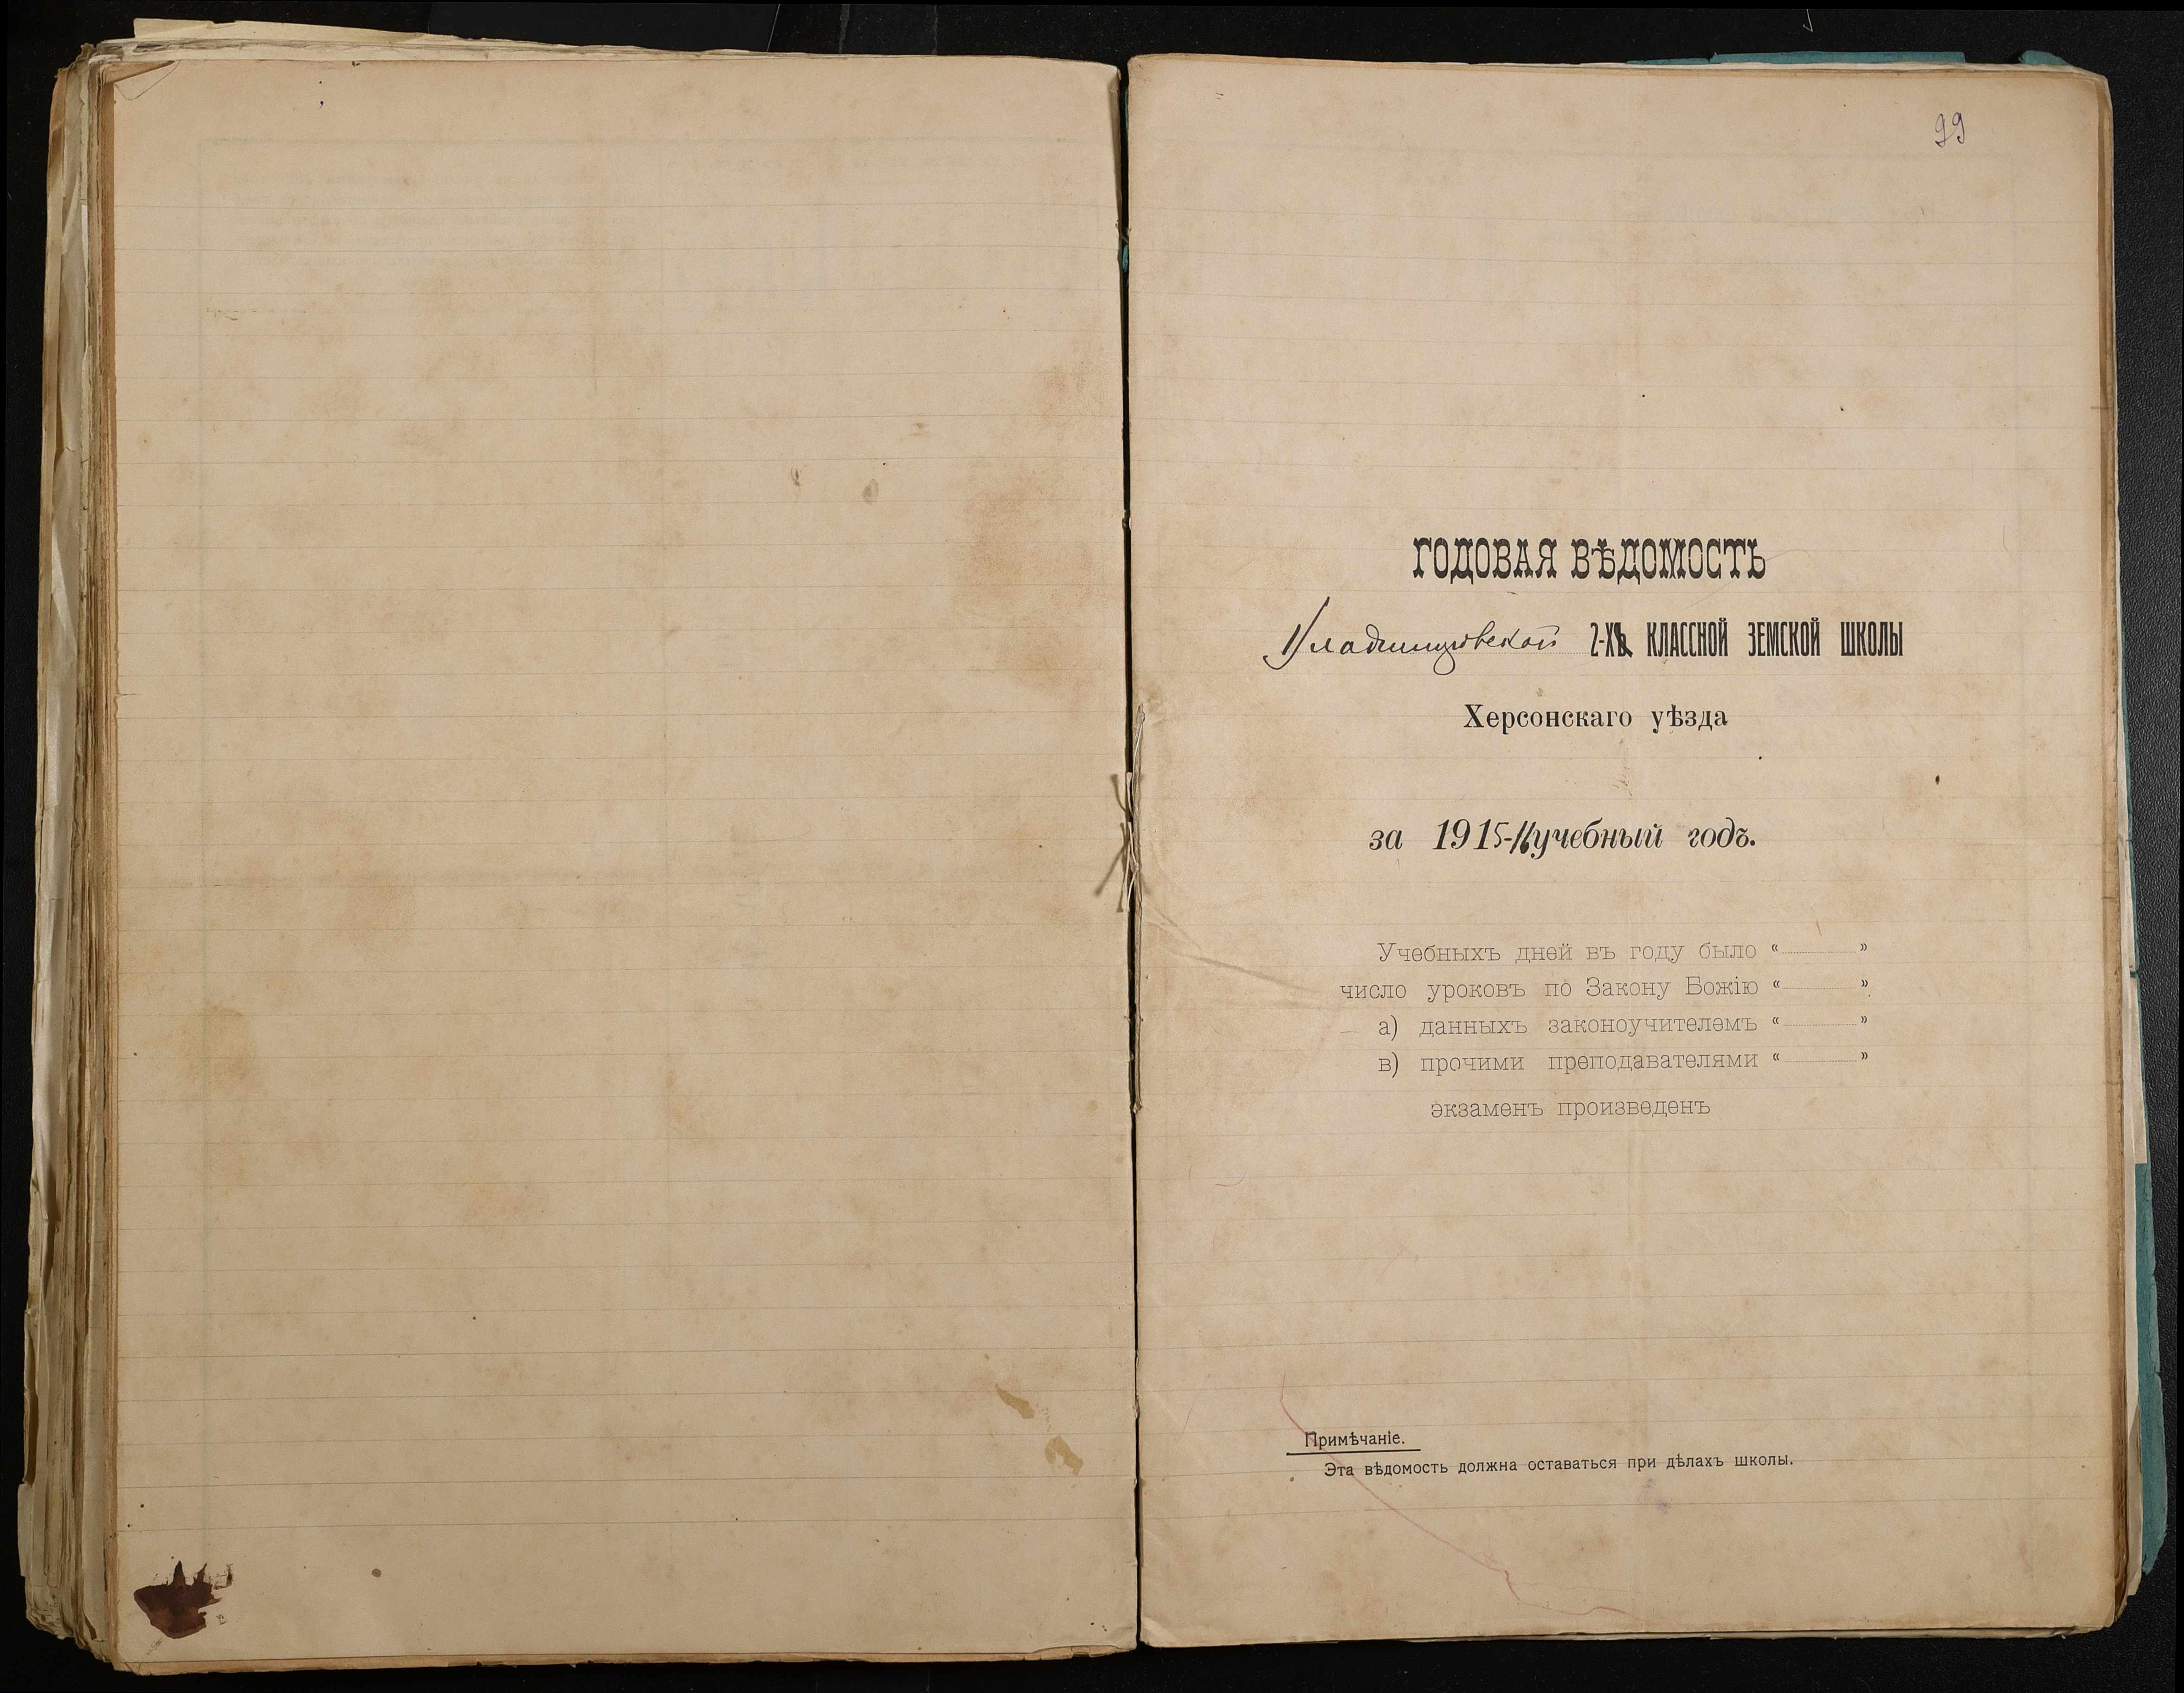 99
ГОДОВАЯ ВѢДОМОСТЬ
2-ХЪ КЛАССНОЙ ЗЕМСКОЙ ШКОЛЫ
Херсонскаго уѣзда
за 1915-16 учебный годъ.
Учебныхъ дней въ году было « »
число уроковъ по Закону Божію « »
а) данныхъ законоучителемъ « »
в) прочими преподавателями « »
экзаменъ произведенъ
Примѣчаніе.
Эта вѣдомость должна оставаться при дѣлахъ школы.